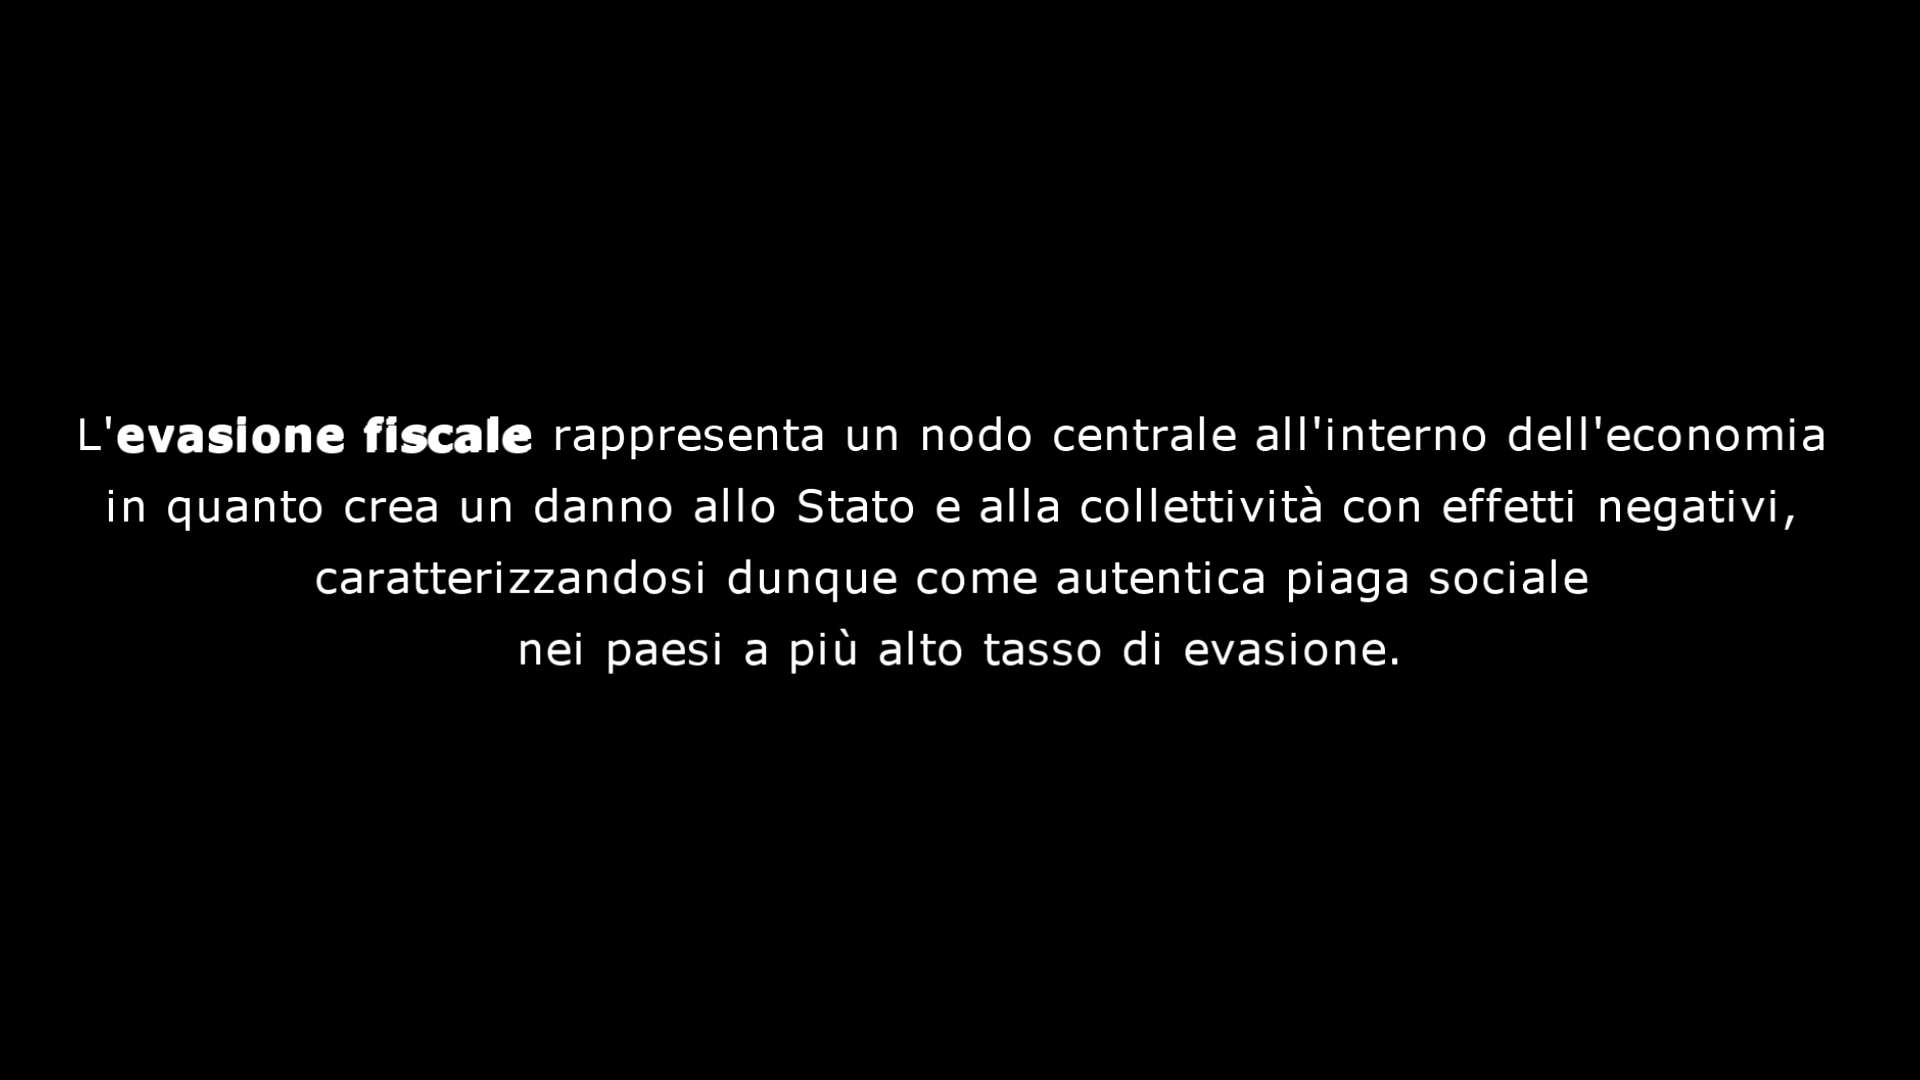 L'evasione fiscale rappresenta un nodo centrale all'interno dell'economia
in quanto crea un danno allo Stato e alla collettività con effetti negativi,
caratterizzandosi dunque come autentica piaga sociale
nei paesi a più alto tasso di evasione.